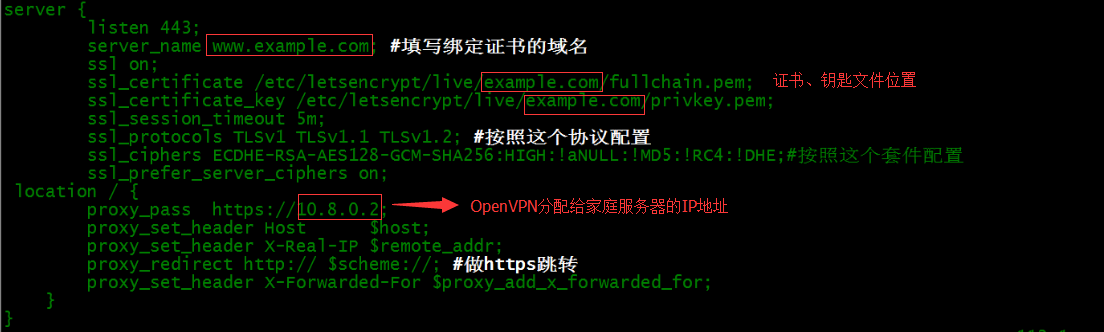 server {
listen 443;
server_name www.example.com; #填写绑定证书的域名
ssl on;
ssl_certificate /etc/letsencrypt/live/example.com/fullchain.pem; 证书、钥匙文件位置
ssl_certificate_key /etc/letsencrypt/live/example.com/privkey.pem;
ssl_session_timeout 5m;
ssl_protocols TLSv1 TLSv1.1 TLSv1.2; #按照这个协议配置
ssl_ciphers ECDHE-RSA-AES128-GCM-SHA256:HIGH:!aNULL:!MD5:!RC4:!DHE;#按照这个套件配置
ssl_prefer_server_ciphers on;
location / {
proxy_pass https://10.8.0.2; OpenVPN分配给家庭服务器的IP地址
proxy_set_header Host $host;
proxy_set_header X-Real-IP $remote_addr;
proxy_redirect http:// $scheme://; #做https跳转
proxy_set_header X-Forwarded-For $proxy_add_x_forwarded_for;
}
}